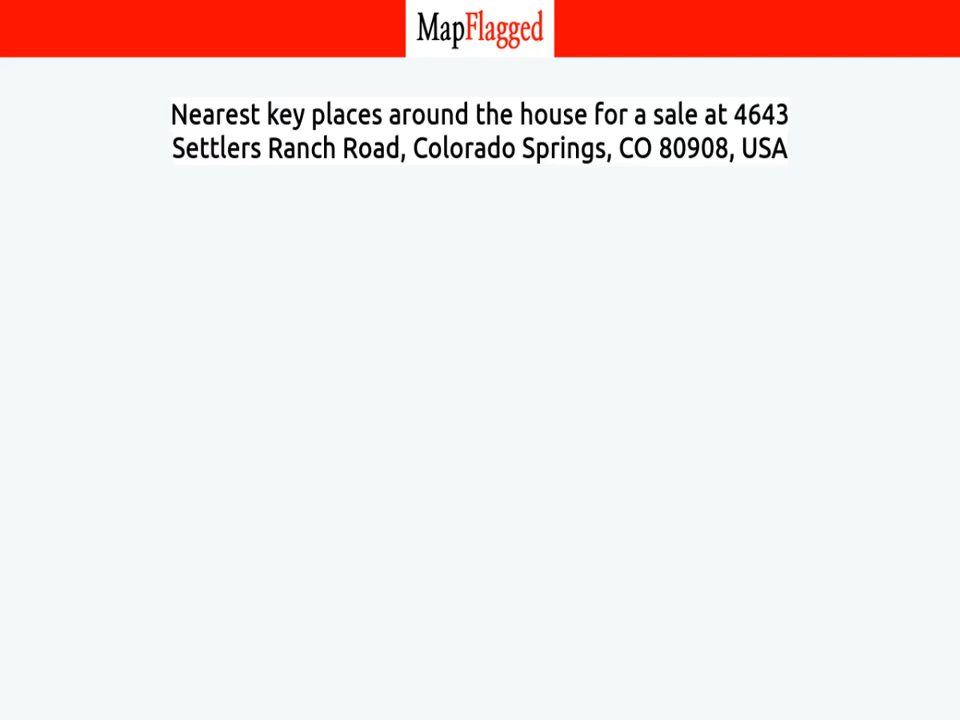 MapFlagged
Nearest key places around the house for a sale at 4643
Settlers Ranch Road, Colorado Springs, CO 80908, USA